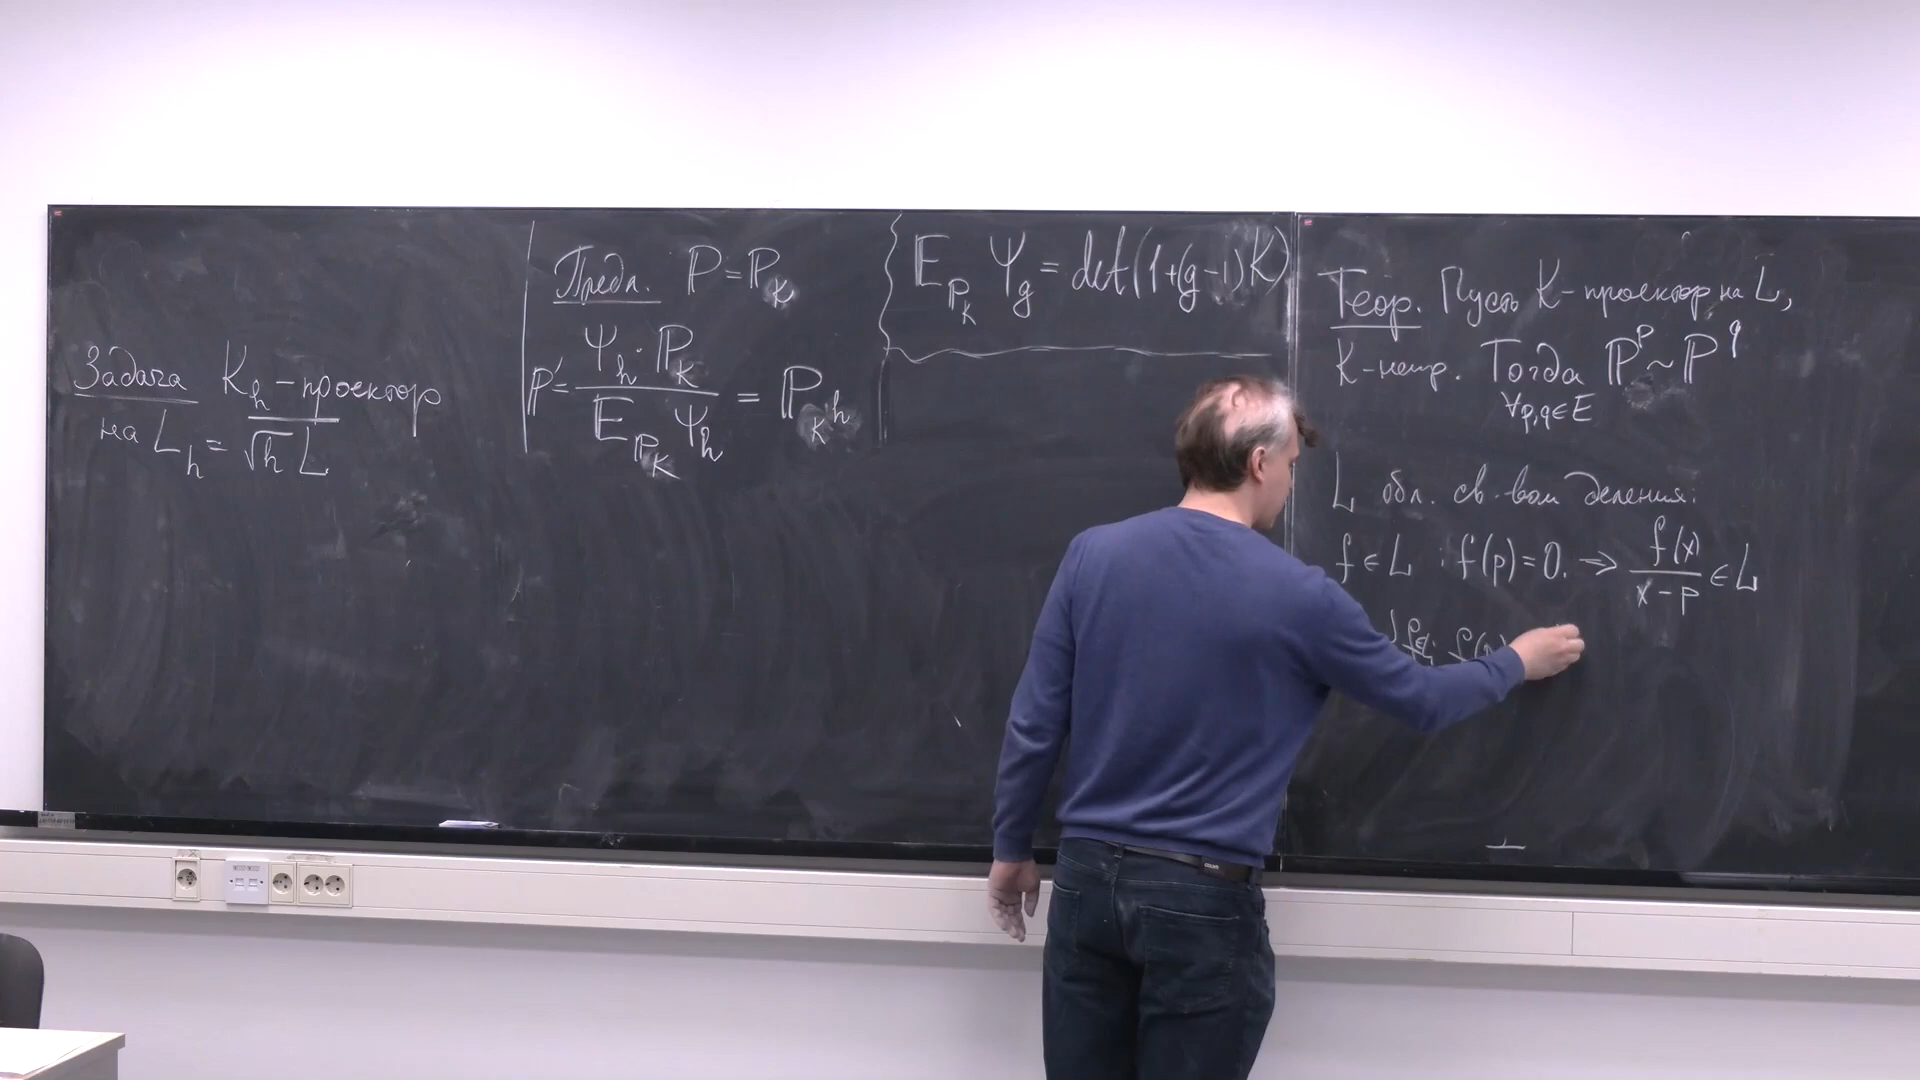 Задача K_h – проектор
на L_h = √h L
Предл. ℙ = ℙ_K
ℙ' = Ψ_h · ℙ_K / E_{ℙ_K} Ψ_h = ℙ_{K^h}
E_{ℙ_K} Ψ_g = det(1+(g-1)K)
Теор. Пусть K – проектор на L,
K – непр. Тогда ℙ^p ~ ℙ^q
∀p,q∈E
L обл. св-вом деления:
f ∈ L : f(p) = 0. ⇒ f(x) / x-p ∈ L